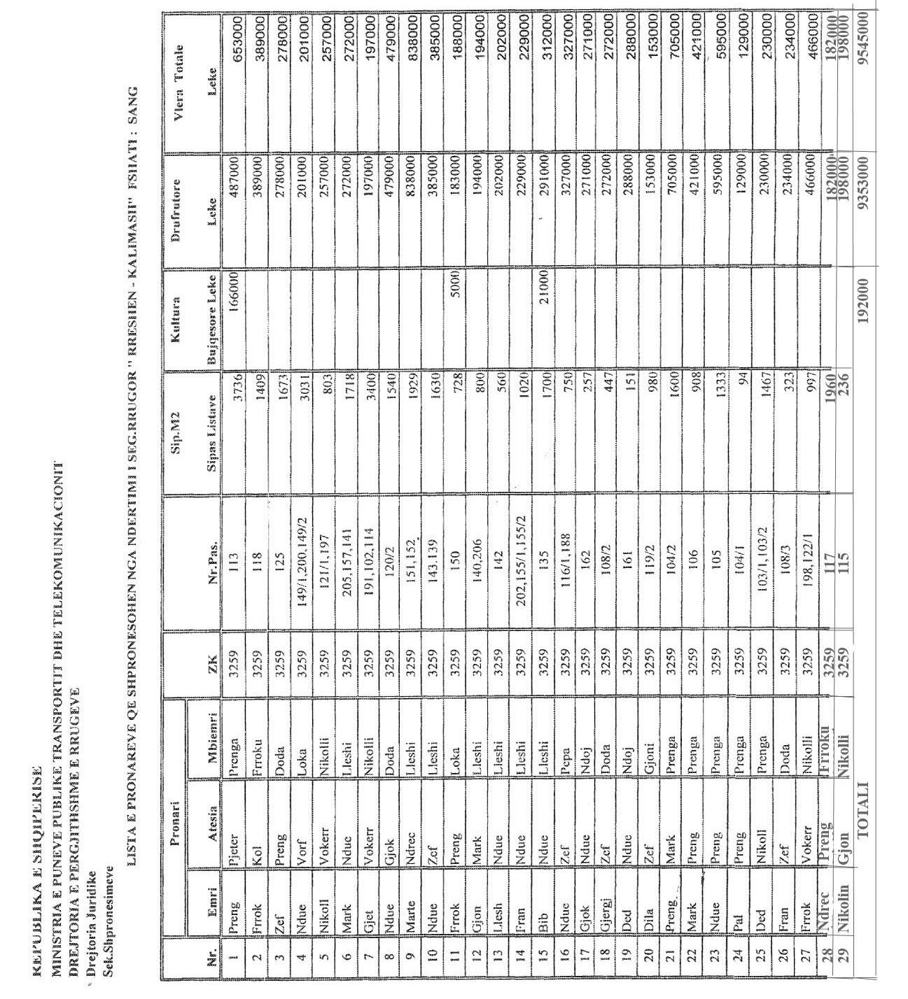 REPUBLIKA E SHQIPERISE
MINISTRIA E PUNEVE PUBLIKE TRANSPORTIT DHE TELEKOMUNIKACIONIT
DREJTORIA E PERGJITHSHME E RRUGEVE
Drejtoria Juridike
Sek.Shpronesimeve
LISTA E PRONAREVE QE SHPRONESOHEN NGA NDERTIMI I SEG.RRUGOR " RRESHEN - KALIMASH" FSHATI : SANG
Pronari Sip.M2 Kultura Drufrutore Vlera Totale
Nr. Emri Atesia Mbiemri ZK Nr.Pas. Sipas Listave Bujqesore Leke Leke Leke
1 Preng Pjeter Prenga 3259 113 3736 166000 487000 653000
2 Frrok Kol Frroku 3259 118 1409 389000 389000
3 Zef Preng Doda 3259 125 1673 278000 278000
4 Ndue Vorf Loka 3259 149/1,200,149/2 3031 201000 201000
5 Nikoll Vokerr Nikolli 3259 121/1,197 803 257000 257000
6 Mark Ndue Lleshi 3259 205,157,141 1718 272000 272000
7 Gjet Vokerr Nikolli 3259 191,102,114 3400 197000 197000
8 Ndue Gjok Doda 3259 120/2 1540 479000 479000
9 Marte Ndrec Lleshi 3259 151,152 1929 838000 838000
10 Ndue Zef Lleshi 3259 143,139 1630 385000 385000
11 Frrok Preng Loka 3259 150 728 5000 183000 188000
12 Gjon Mark Lleshi 3259 140,206 800 194000 194000
13 Llesh Ndue Lleshi 3259 142 560 202000 202000
14 Fran Ndue Lleshi 3259 202,155/1,155/2 1020 229000 229000
15 Bib Ndue Lleshi 3259 135 1700 21000 291000 312000
16 Ndue Zef Pepa 3259 116/1,188 750 327000 327000
17 Gjok Ndue Ndoj 3259 162 257 271000 271000
18 Gjergj Zef Doda 3259 108/2 447 272000 272000
19 Ded Ndue Ndoj 3259 161 151 288000 288000
20 Dila Zef Gjoni 3259 119/2 980 153000 153000
21 Preng Mark Prenga 3259 104/2 1600 705000 705000
22 Mark Preng Prenga 3259 106 908 421000 421000
23 Ndue Preng Prenga 3259 105 1333 595000 595000
24 Pal Preng Prenga 3259 104/1 94 129000 129000
25 Ded Nikoll Prenga 3259 103/1,103/2 1467 230000 230000
26 Fran Zef Doda 3259 108/3 323 234000 234000
27 Frrok Vokerr Nikolli 3259 198,122/1 997 466000 466000
28 Ndrec Preng Frroku 3259 117 1960 182000 182000
29 Nikolin Gjon Nikolli 3259 115 236 198000 198000
TOTALI 192000 9353000 9545000